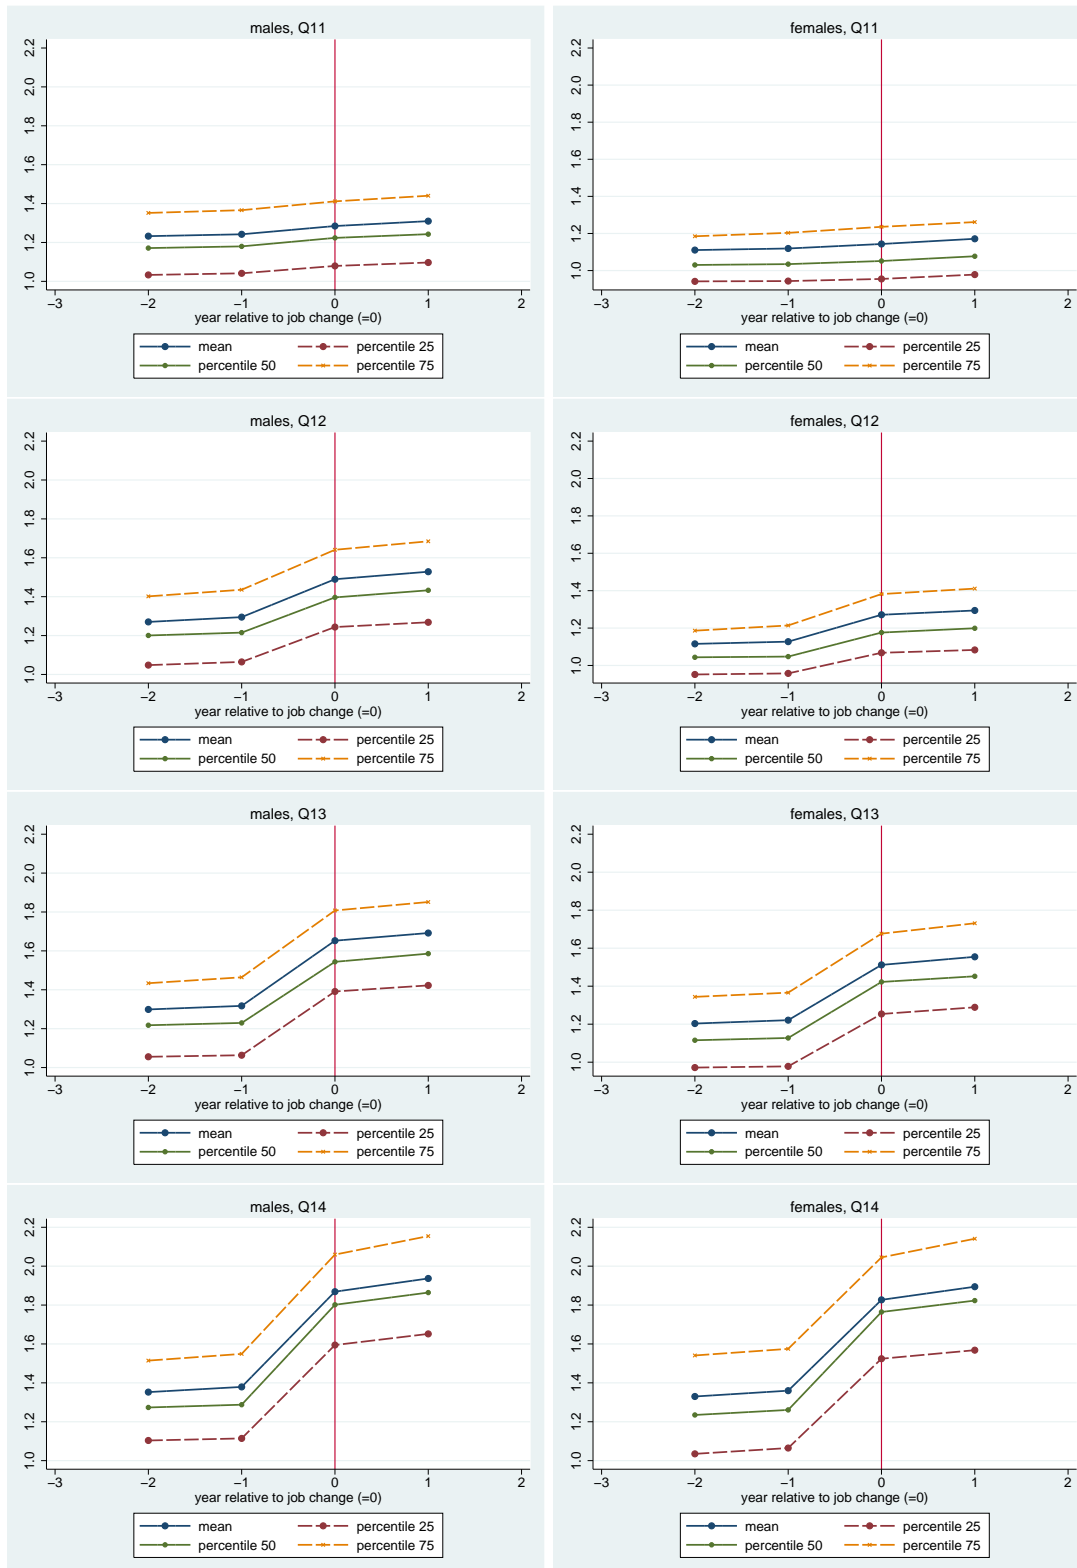 males, Q11
2.2
2.0
1.8
1.6
1.4
1.2
1.0
−3 −2 −1 0 1 2
year relative to job change (=0)
mean percentile 25
percentile 50 percentile 75
females, Q11
2.2
2.0
1.8
1.6
1.4
1.2
1.0
−3 −2 −1 0 1 2
year relative to job change (=0)
mean percentile 25
percentile 50 percentile 75
males, Q12
2.2
2.0
1.8
1.6
1.4
1.2
1.0
−3 −2 −1 0 1 2
year relative to job change (=0)
mean percentile 25
percentile 50 percentile 75
females, Q12
2.2
2.0
1.8
1.6
1.4
1.2
1.0
−3 −2 −1 0 1 2
year relative to job change (=0)
mean percentile 25
percentile 50 percentile 75
males, Q13
2.2
2.0
1.8
1.6
1.4
1.2
1.0
−3 −2 −1 0 1 2
year relative to job change (=0)
mean percentile 25
percentile 50 percentile 75
females, Q13
2.2
2.0
1.8
1.6
1.4
1.2
1.0
−3 −2 −1 0 1 2
year relative to job change (=0)
mean percentile 25
percentile 50 percentile 75
males, Q14
2.2
2.0
1.8
1.6
1.4
1.2
1.0
−3 −2 −1 0 1 2
year relative to job change (=0)
mean percentile 25
percentile 50 percentile 75
females, Q14
2.2
2.0
1.8
1.6
1.4
1.2
1.0
−3 −2 −1 0 1 2
year relative to job change (=0)
mean percentile 25
percentile 50 percentile 75